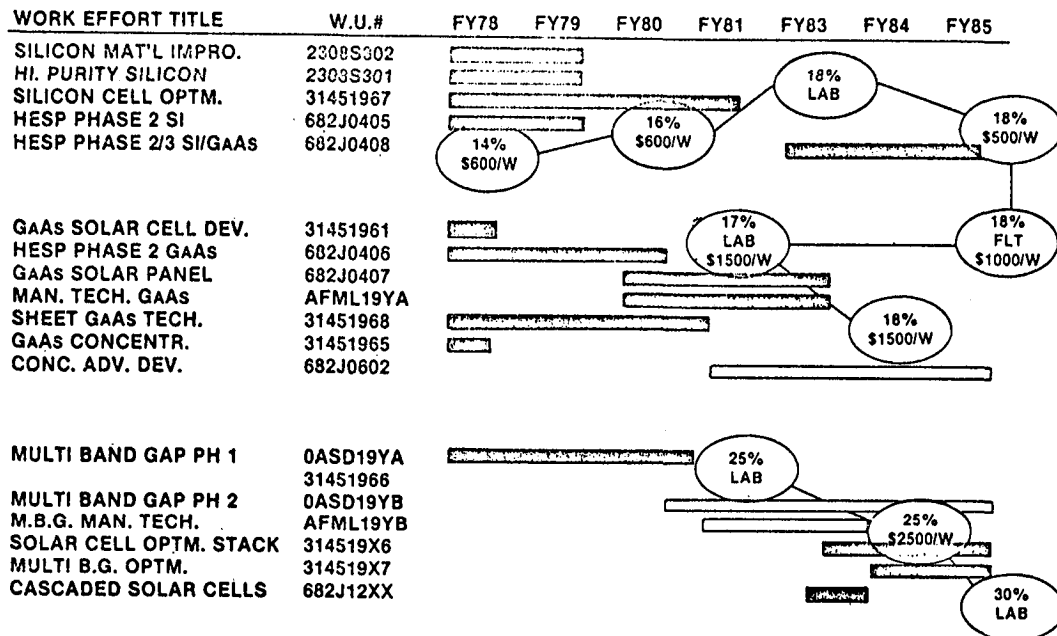 WORK EFFORT TITLE W.U.# FY78 FY79 FY80 FY81 FY83 FY84 FY85
SILICON MAT'L IMPRO. 2308S302
HI. PURITY SILICON 2303S301
SILICON CELL OPTM. 31451967
HESP PHASE 2 SI 682J0405
HESP PHASE 2/3 SI/GAAS 682J0408
14%
$600/W
16%
$600/W
18%
LAB
18%
$500/W
GAAS SOLAR CELL DEV. 31451961
HESP PHASE 2 GAAS 682J0406
GAAS SOLAR PANEL 682J0407
MAN. TECH. GAAS AFML19YA
SHEET GAAS TECH. 31451968
GAAS CONCENTR. 31451965
CONC. ADV. DEV. 682J0602
17%
LAB
$1500/W
18%
FLT
$1000/W
18%
$1500/W
MULTI BAND GAP PH 1 0ASD19YA
31451966
MULTI BAND GAP PH 2 0ASD19YB
M.B.G. MAN. TECH. AFML19YB
SOLAR CELL OPTM. STACK 314519X6
MULTI B.G. OPTM. 314519X7
CASCADED SOLAR CELLS 682J12XX
25%
LAB
25%
$2500/W
30%
LAB